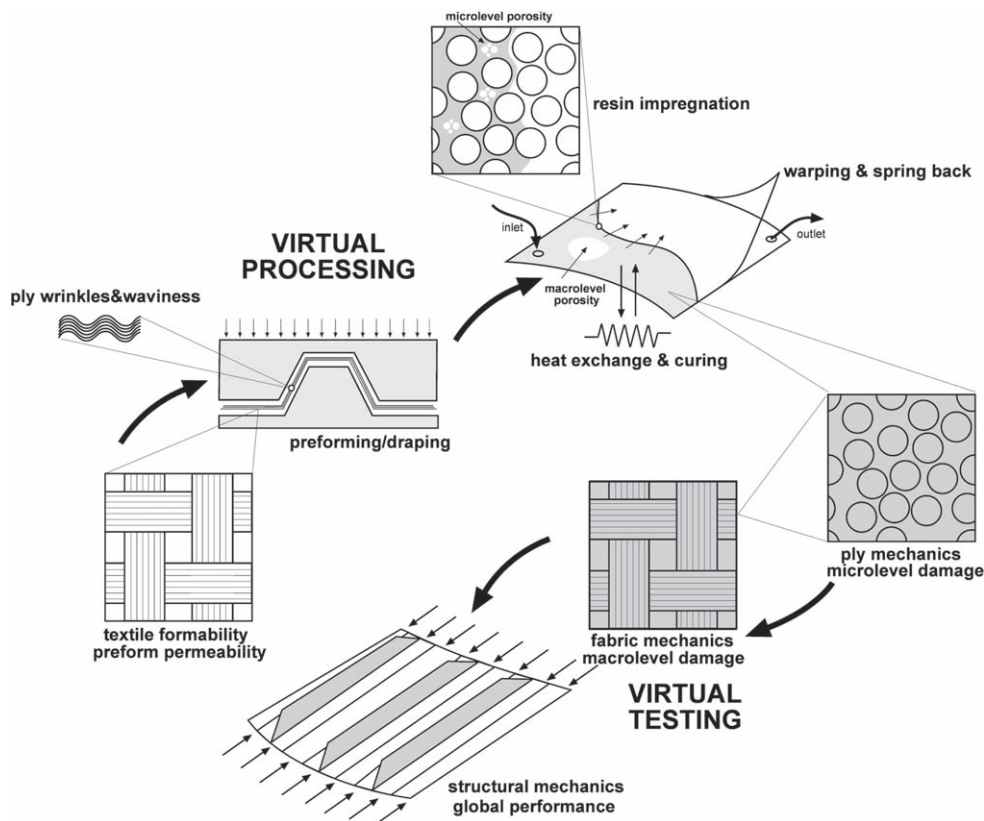 microlevel porosity
resin impregnation
warping & spring back
inlet
outlet
VIRTUAL
PROCESSING
macrolevel
porosity
ply wrinkles&waviness
heat exchange & curing
preforming/draping
ply mechanics
microlevel damage
textile formability
preform permeability
fabric mechanics
macrolevel damage
VIRTUAL
TESTING
structural mechanics
global performance